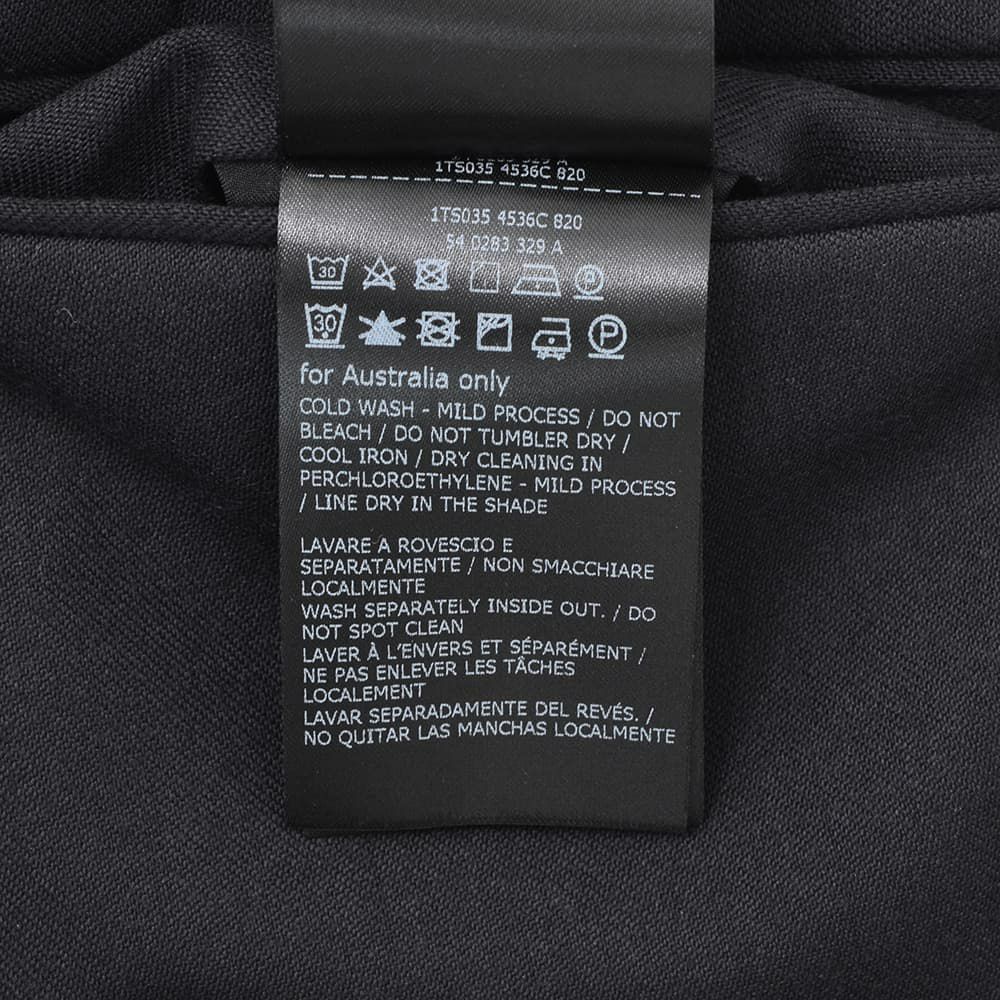 1TS035 4536C 820
1TS035 4536C 820
54 0283 329 A
30
P
30
P
for Australia only
COLD WASH - MILD PROCESS / DO NOT
BLEACH / DO NOT TUMBLER DRY /
COOL IRON / DRY CLEANING IN
PERCHLOROETHYLENE - MILD PROCESS
/ LINE DRY IN THE SHADE
LAVARE A ROVESCIO E
SEPARATAMENTE / NON SMACCHIARE
LOCALMENTE
WASH SEPARATELY INSIDE OUT. / DO
NOT SPOT CLEAN
LAVER À L'ENVERS ET SÉPARÉMENT /
NE PAS ENLEVER LES TÂCHES
LOCALEMENT
LAVAR SEPARADAMENTE DEL REVÉS. /
NO QUITAR LAS MANCHAS LOCALMENTE